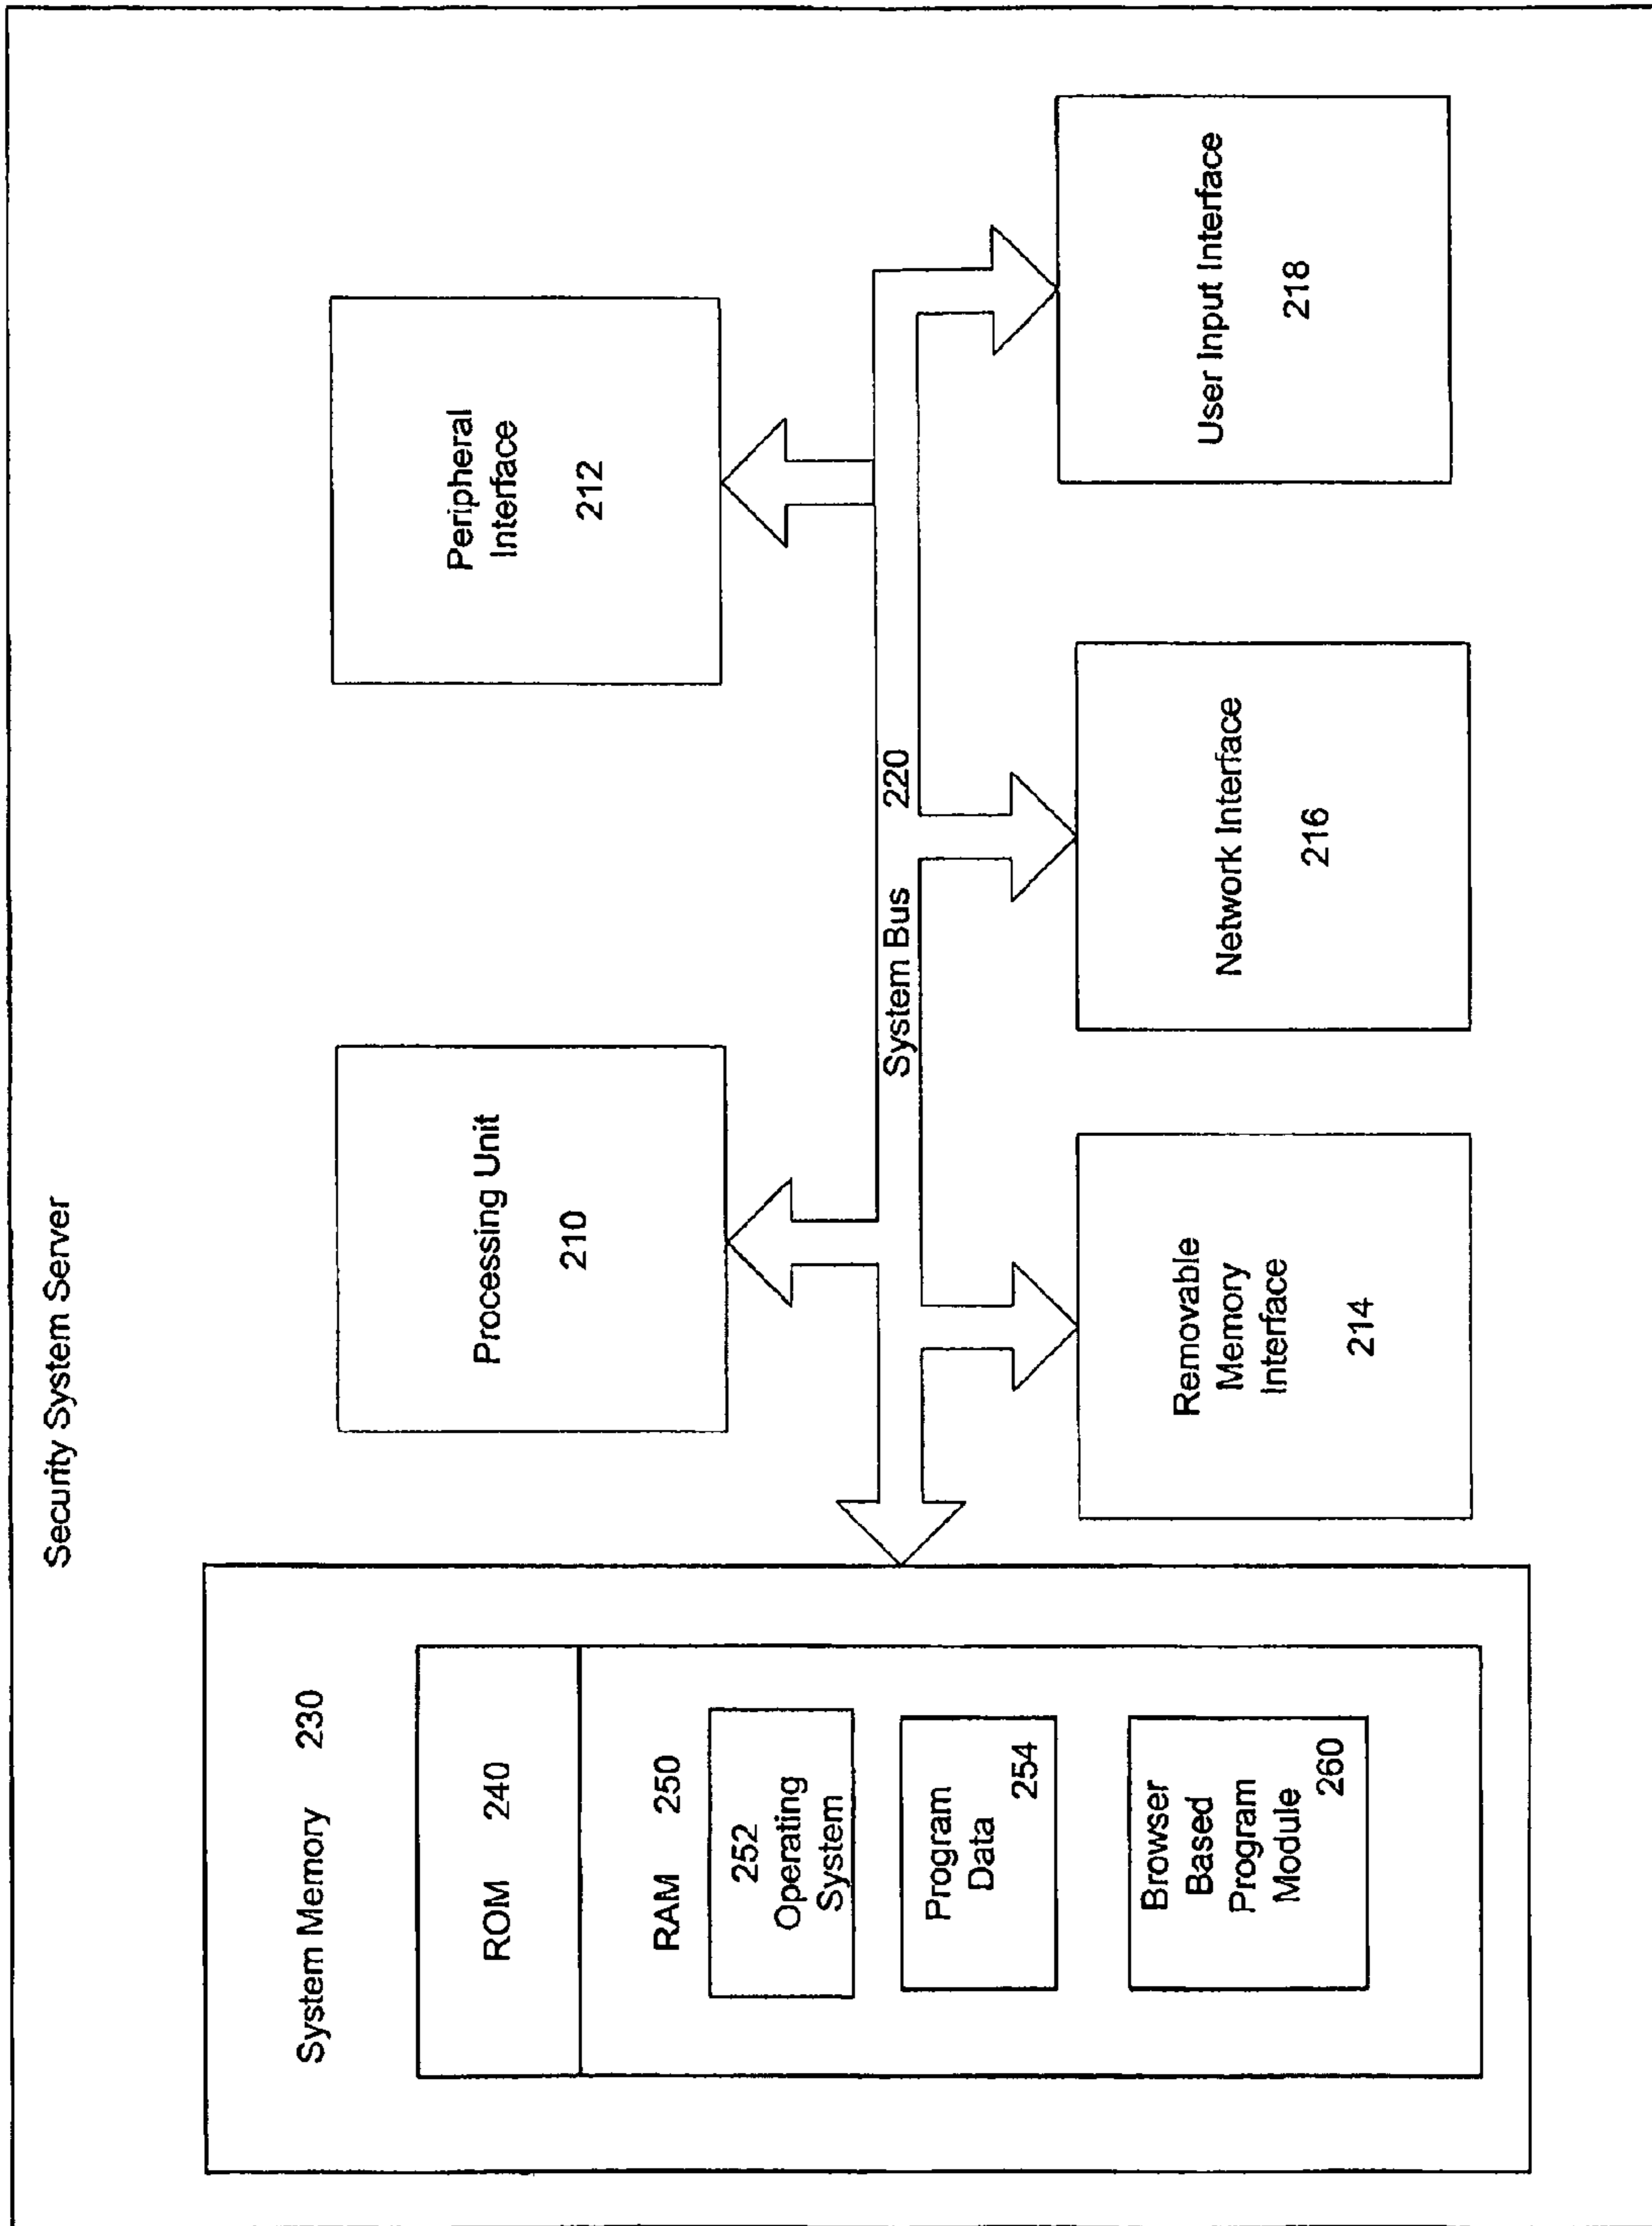 Security System Server
System Memory 230
ROM 240
RAM 250
252
Operating
System
Program
Data
254
Browser
Based
Program
Module
260
Processing Unit
210
Peripheral
Interface
212
System Bus 220
Removable
Memory
Interface
214
Network Interface
216
User Input Interface
218